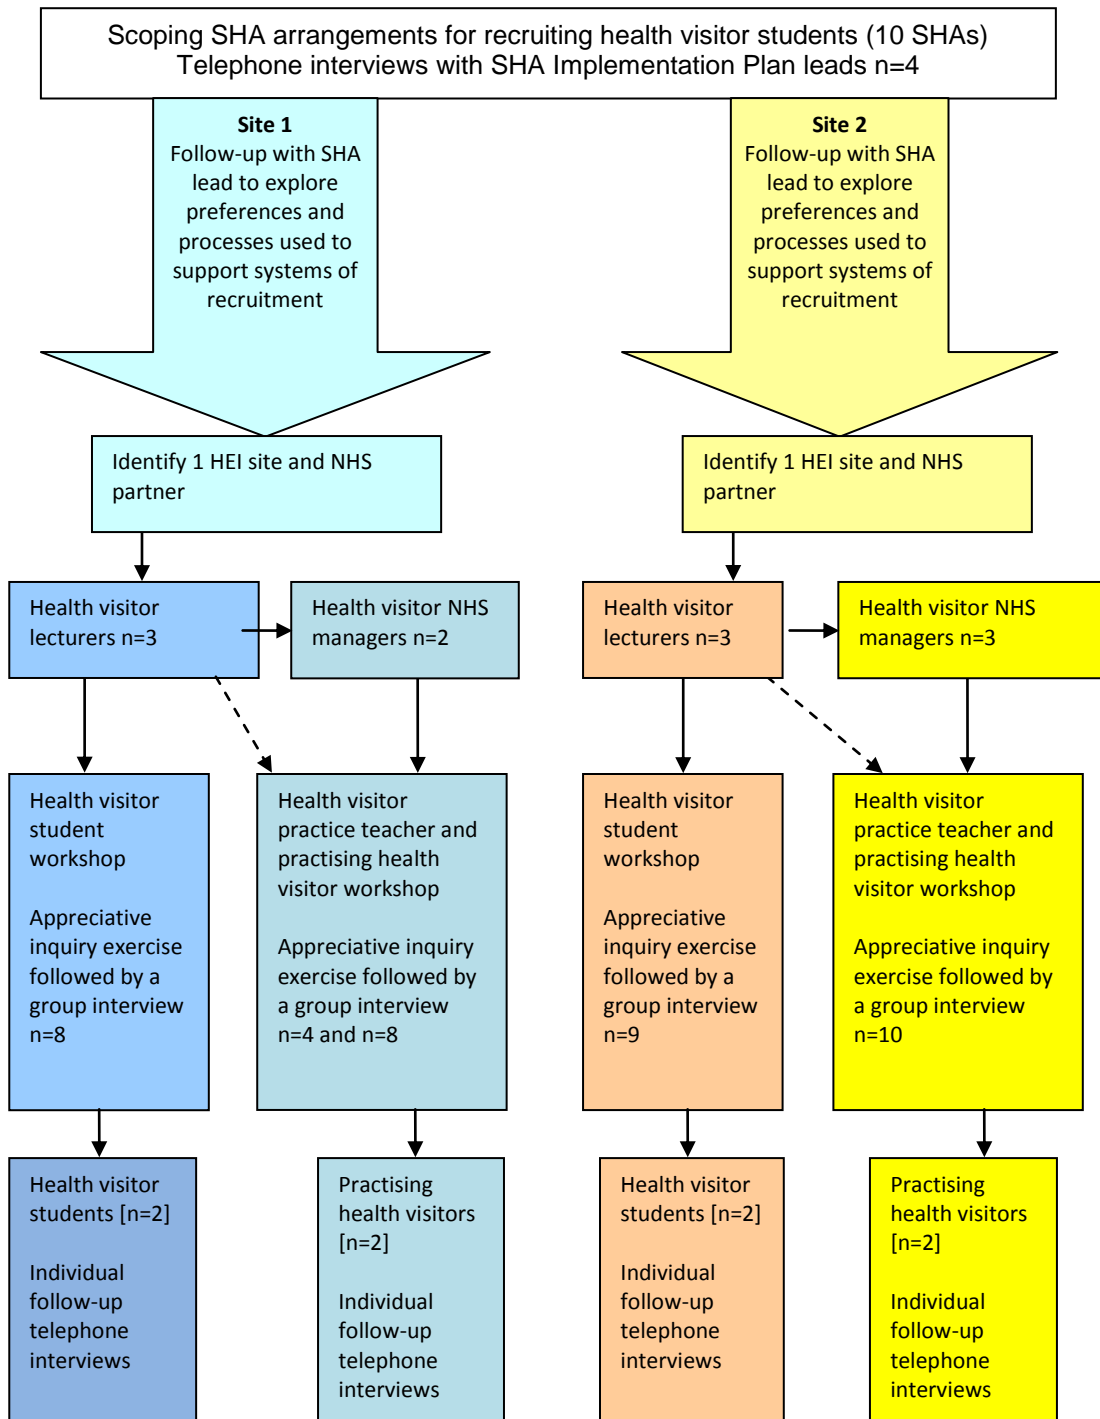 Scoping SHA arrangements for recruiting health visitor students (10 SHAs)
Telephone interviews with SHA Implementation Plan leads n=4
Site 1
Follow-up with SHA
lead to explore
preferences and
processes used to
support systems of
recruitment
Site 2
Follow-up with SHA
lead to explore
preferences and
processes used to
support systems of
recruitment
Identify 1 HEI site and NHS
partner
Identify 1 HEI site and NHS
partner
Health visitor
lecturers n=3
Health visitor NHS
managers n=2
Health visitor
lecturers n=3
Health visitor NHS
managers n=3
Health visitor
student
workshop
Appreciative
inquiry exercise
followed by a
group interview
n=8
Health visitor
practice teacher and
practising health
visitor workshop
Appreciative inquiry
exercise followed by
a group interview
n=4 and n=8
Health visitor
student
workshop
Appreciative
inquiry exercise
followed by a
group interview
n=9
Health visitor
practice teacher and
practising health
visitor workshop
Appreciative inquiry
exercise followed by
a group interview
n=10
Health visitor
students [n=2]
Individual
follow-up
telephone
interviews
Practising
health visitors
[n=2]
Individual
follow-up
telephone
interviews
Health visitor
students [n=2]
Individual
follow-up
telephone
interviews
Practising
health visitors
[n=2]
Individual
follow-up
telephone
interviews